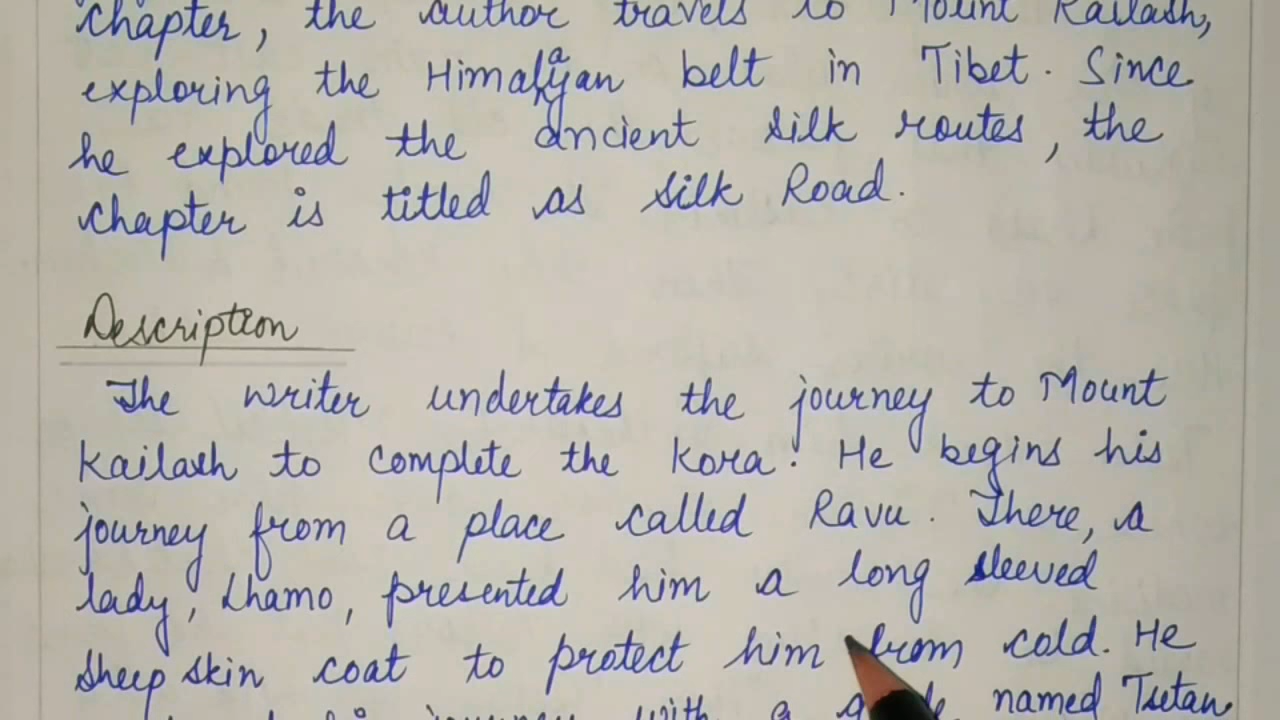 chapter, the author travels to Mount Kailash,
exploring the Himalayan belt in Tibet. Since
he explored the ancient silk routes, the
chapter is titled as silk Road.
Description
The writer undertakes the journey to Mount
Kailash to complete the Kora. He begins his
journey from a place called Ravu. There, a
lady, Lhamo, presented him a long sleeved
sheep skin coat to protect him from cold. He
journey with a named Tsetan